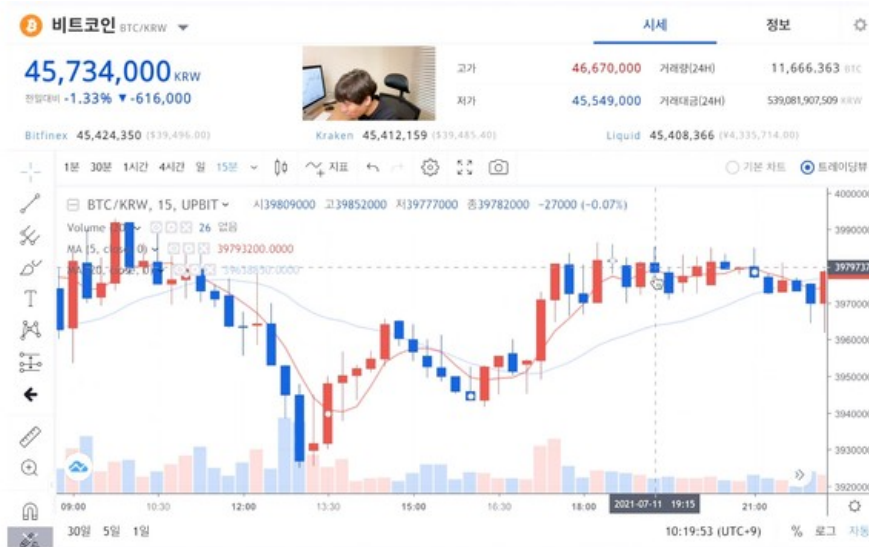 비트코인 BTC/KRW
시세 정보
45,734,000 KRW
전일대비 -1.33% ▼ -616,000
고가 46,670,000 거래량(24H) 11,666.363 BTC
저가 45,549,000 거래대금(24H) 539,081,907,509 KRW
Bitfinex 45,424,350 ($39,496.00) Kraken 45,412,159 ($39,485.40) Liquid 45,408,366 (¥4,335,714.00)
1분 30분 1시간 4시간 일 15분 지표 기본 차트 트레이딩뷰
BTC/KRW, 15, UPBIT 시39809000 고39852000 저39777000 종39782000 -27000 (-0.07%)
Volume (20) 26 없음
MA (5, close, 0) 39793200.0000
MA (20, close, 0)
4000000
3990000
3979737
3970000
3960000
3950000
3940000
3930000
3920000
09:00 10:30 12:00 13:30 15:00 16:30 18:00 2021-07-11 19:15 21:00
30일 5일 1일 10:19:53 (UTC+9) % 로그 자동